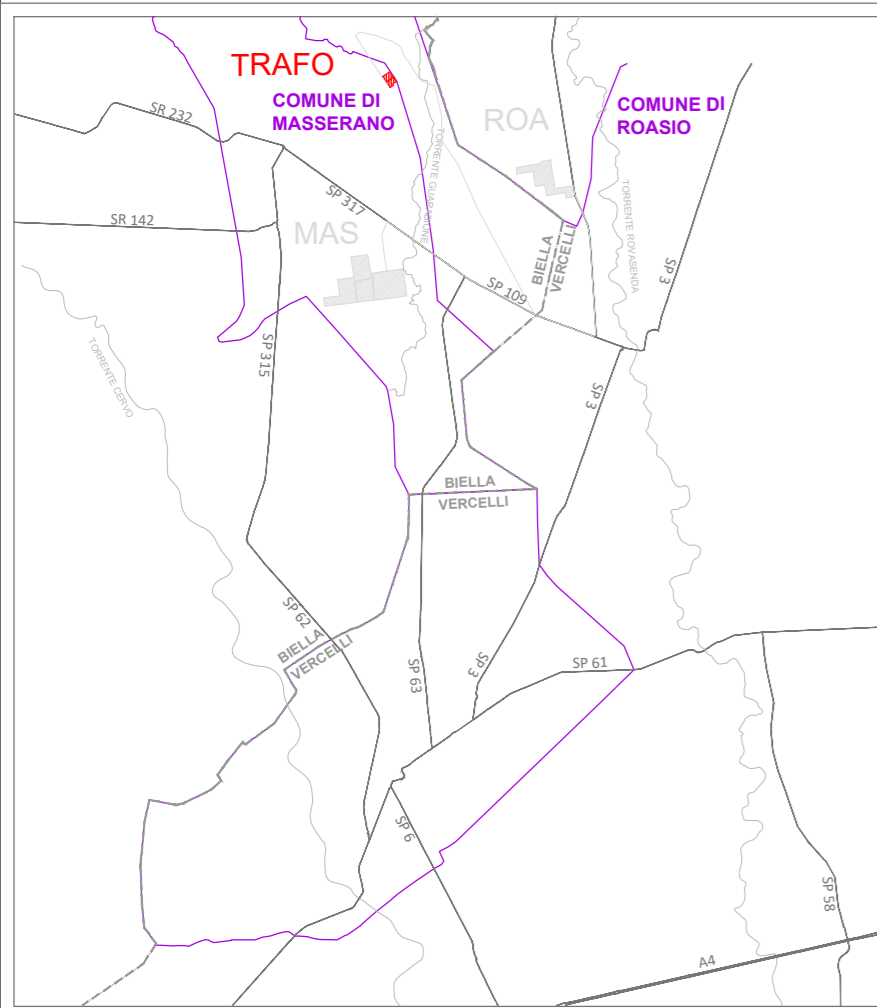 TRAFO
COMUNE DI
MASSERANO
ROA
COMUNE DI
ROASIO
SR 232
SP 317
TORRENTE GUARABIONE
TORRENTE ROVASENDA
SR 142
MAS
BIELLA
VERCELLI
SP 109
SP 3
SP 315
TORRENTE CERVO
SP 3
BIELLA
VERCELLI
SP 62
BIELLA
VERCELLI
SP 63
SP 3
SP 61
SP 6
SP 58
A4